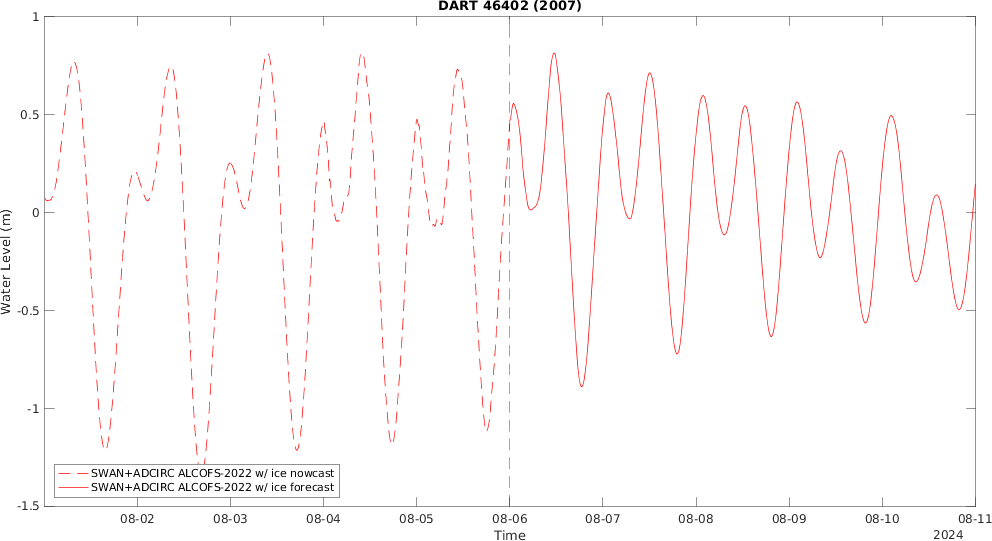 DART 46402 (2007)
1
0.5
0
-0.5
-1
-1.5
Water Level (m)
SWAN+ADCIRC ALCOFS-2022 w/ ice nowcast
SWAN+ADCIRC ALCOFS-2022 w/ ice forecast
08-02 08-03 08-04 08-05 08-06 08-07 08-08 08-09 08-10 08-11
Time
2024